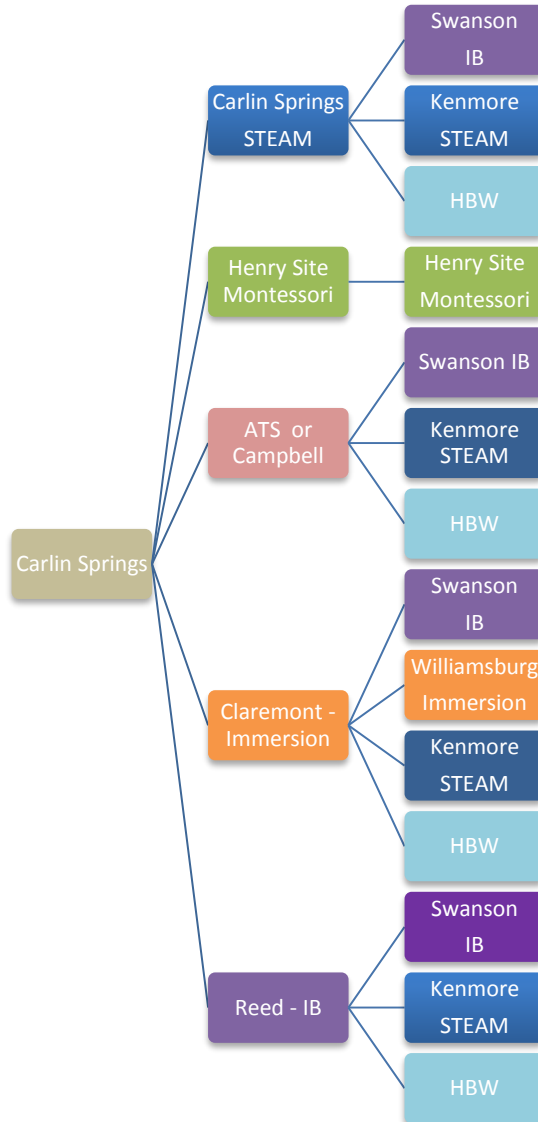 Swanson
IB
Carlin Springs
STEAM
Kenmore
STEAM
HBW
Henry Site
Montessori
Henry Site
Montessori
Swanson IB
ATS or
Campbell
Kenmore
STEAM
HBW
Carlin Springs
Swanson
IB
Williamsburg
Immersion
Claremont -
Immersion
Kenmore
STEAM
HBW
Swanson
IB
Reed - IB
Kenmore
STEAM
HBW